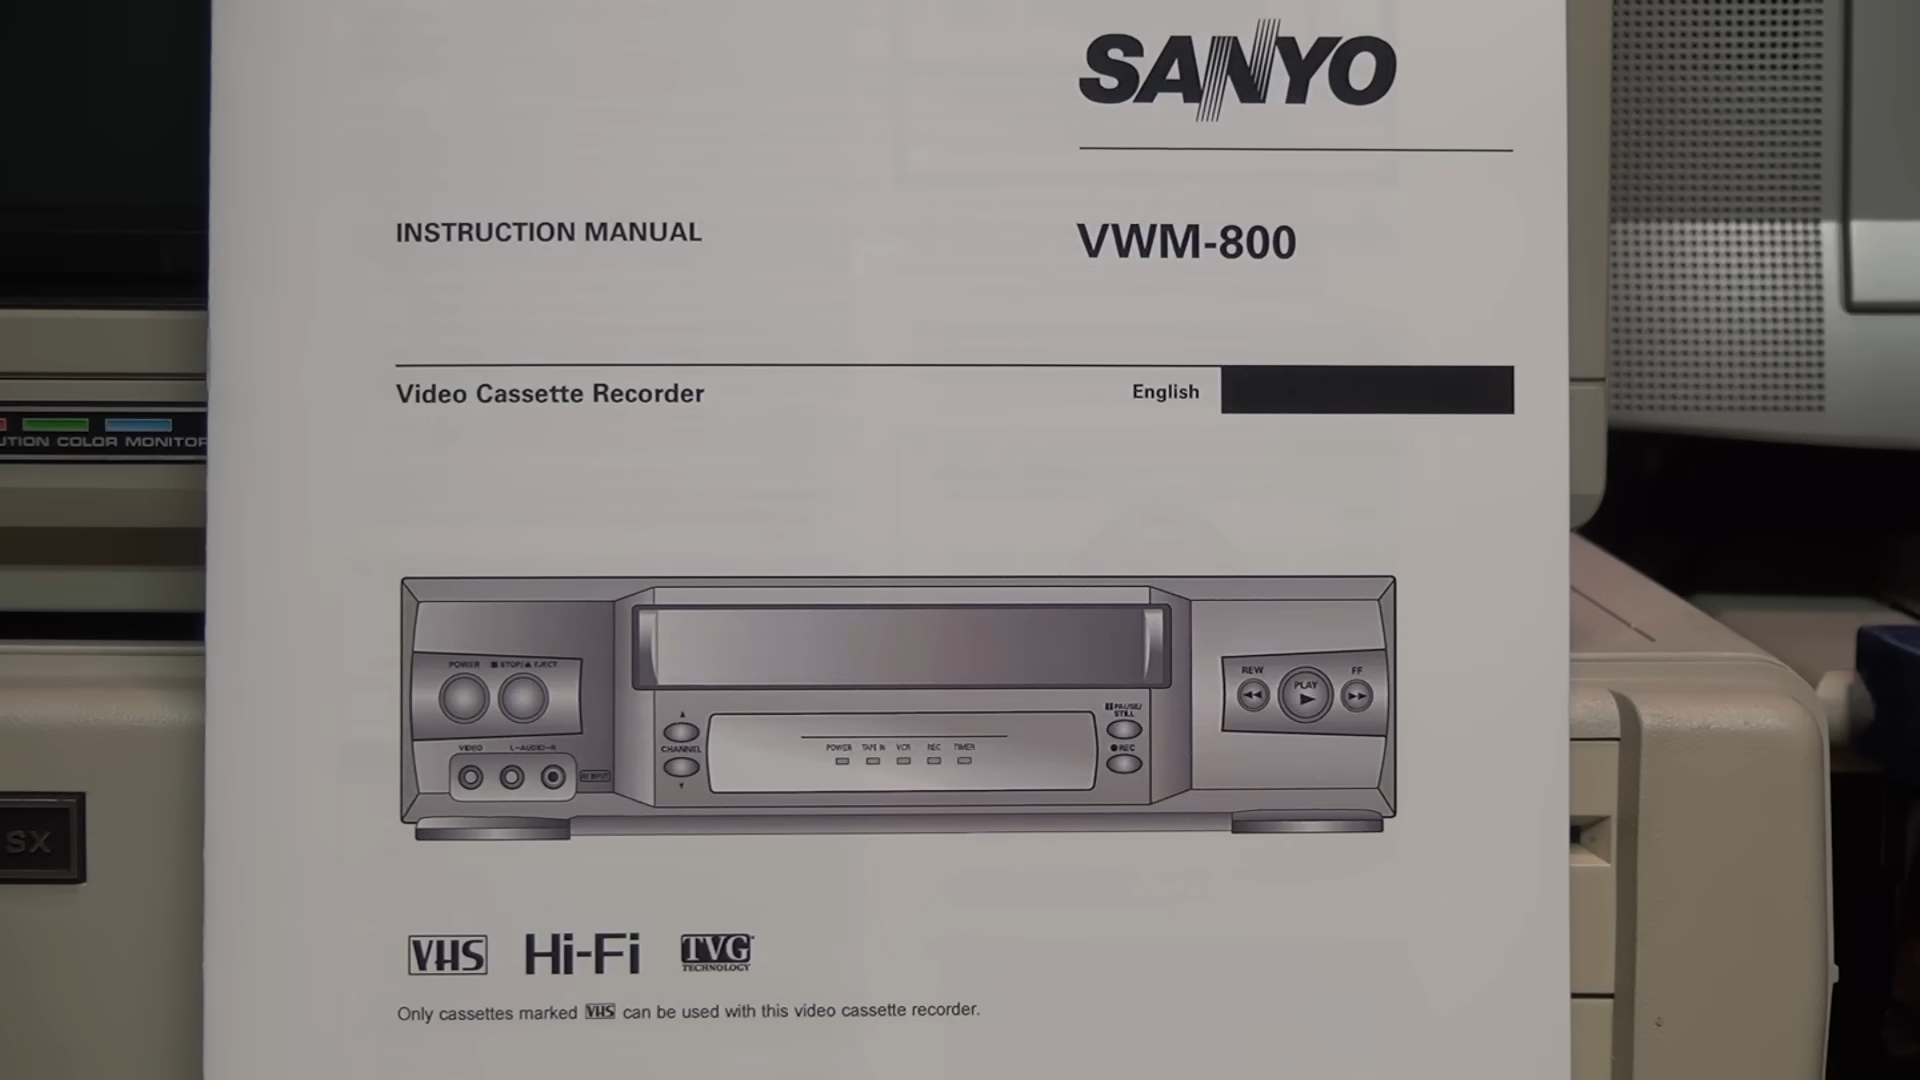 SANYO
INSTRUCTION MANUAL
VWM-800
Video Cassette Recorder
English
UTION COLOR MONITOR
POWER ■ STOP/▲ EJECT
REW
PLAY
FF
▮▮ PAUSE/
STILL
CHANNEL
VIDEO L-AUDIO-R
POWER TAPE IN VCR REC TIMER
● REC
SX
VHS Hi-Fi TVG
TECHNOLOGY
Only cassettes marked VHS can be used with this video cassette recorder.